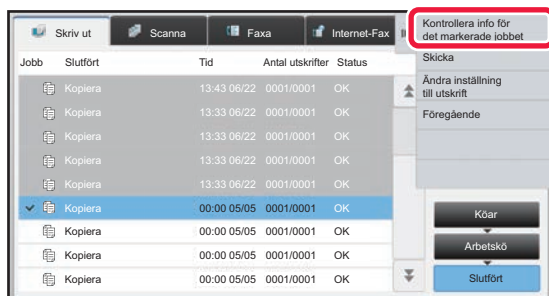 Skriv ut
Scanna
Faxa
Internet-Fax
Jobb Slutfört Tid Antal utskrifter Status
Kopiera 13:43 06/22 0001/0001 OK
Kopiera 13:33 06/22 0001/0001 OK
Kopiera 13:33 06/22 0001/0001 OK
Kopiera 13:33 06/22 0001/0001 OK
Kopiera 13:33 06/22 0001/0001 OK
Kopiera 00:00 05/05 0001/0001 OK
Kopiera 00:00 05/05 0001/0001 OK
Kopiera 00:00 05/05 0001/0001 OK
Kopiera 00:00 05/05 0001/0001 OK
Kontrollera info för
det markerade jobbet
Skicka
Ändra inställning
till utskrift
Föregående
Köar
Arbetskö
Slutfört